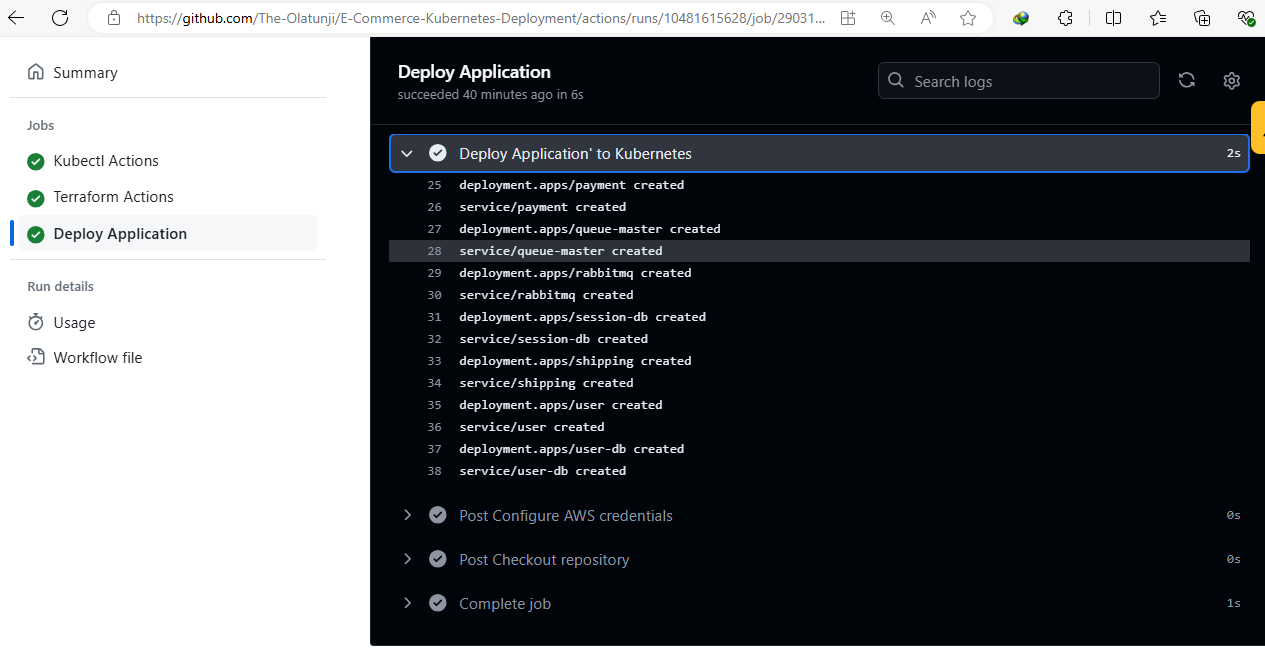 https://github.com/The-Olatunji/E-Commerce-Kubernetes-Deployment/actions/runs/10481615628/job/29031...
Summary
Jobs
Kubectl Actions
Terraform Actions
Deploy Application
Run details
Usage
Workflow file
Deploy Application
succeeded 40 minutes ago in 6s
Search logs
Deploy Application' to Kubernetes 2s
25 deployment.apps/payment created
26 service/payment created
27 deployment.apps/queue-master created
28 service/queue-master created
29 deployment.apps/rabbitmq created
30 service/rabbitmq created
31 deployment.apps/session-db created
32 service/session-db created
33 deployment.apps/shipping created
34 service/shipping created
35 deployment.apps/user created
36 service/user created
37 deployment.apps/user-db created
38 service/user-db created
Post Configure AWS credentials 0s
Post Checkout repository 0s
Complete job 1s